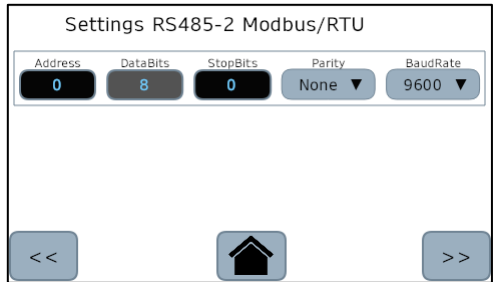 Settings RS485-2 Modbus/RTU
Address DataBits StopBits Parity BaudRate
0 8 0 None ▼ 9600 ▼
<< >>